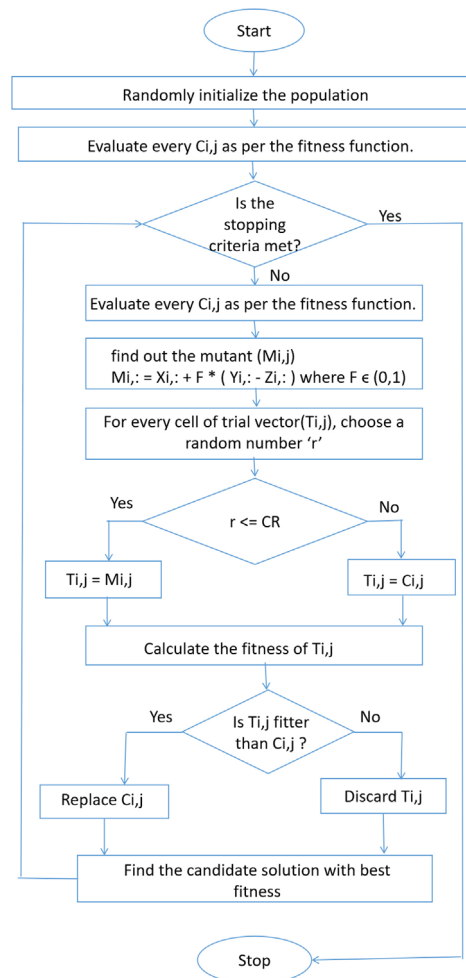 Start
Randomly initialize the population
Evaluate every Ci,j as per the fitness function.
Is the
stopping
criteria met?
Yes
No
Evaluate every Ci,j as per the fitness function.
find out the mutant (Mi,j)
Mi,: = Xi,: + F * ( Yi,: - Zi,: ) where F ϵ (0,1)
For every cell of trial vector(Ti,j), choose a
random number ‘r’
Yes
r <= CR
No
Ti,j = Mi,j
Ti,j = Ci,j
Calculate the fitness of Ti,j
Yes
Is Ti,j fitter
than Ci,j ?
No
Replace Ci,j
Discard Ti,j
Find the candidate solution with best
fitness
Stop